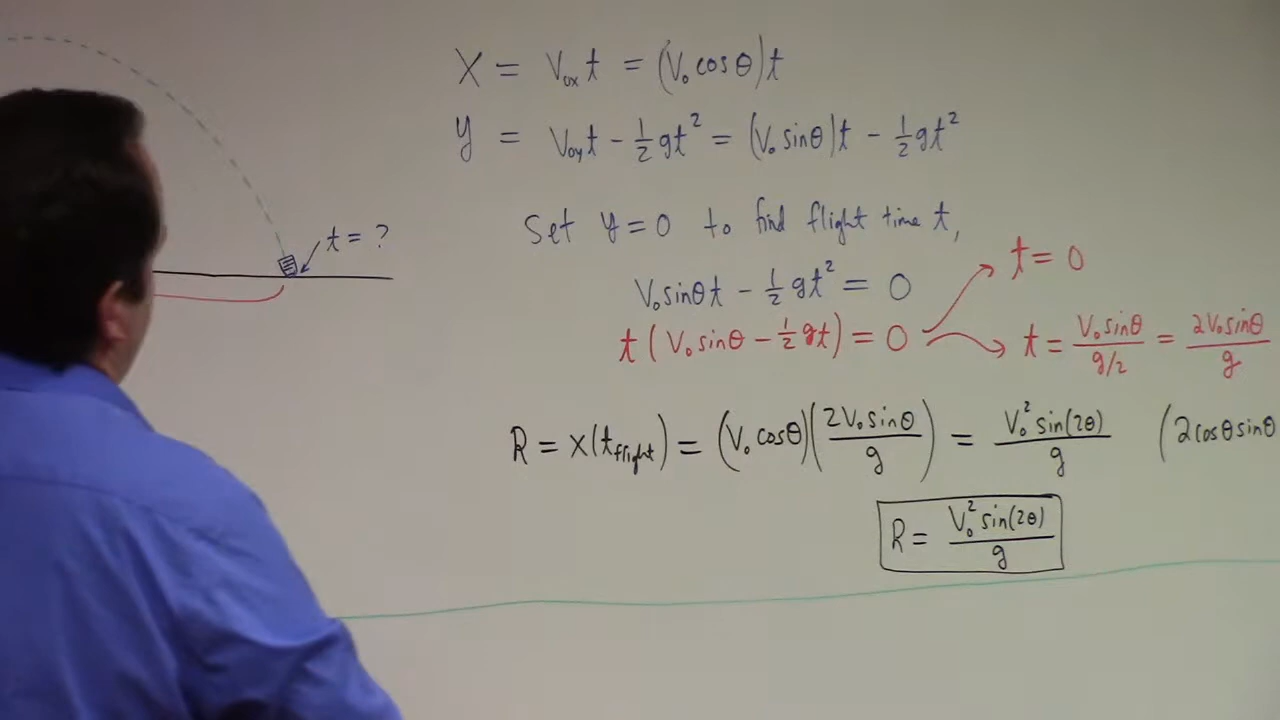 X = V₀ₓt = (V₀cosθ)t
y = V₀yt - ½gt² = (V₀sinθ)t - ½gt²
Set y=0 to find flight time t,
t = ?
t = 0
V₀sinθt - ½gt² = 0
t(V₀sinθ - ½gt) = 0
t = V₀sinθ/(g/2) = 2V₀sinθ/g
R = X(t_flight) = (V₀cosθ)(2V₀sinθ/g) = V₀²sin(2θ)/g (2cosθsinθ
R = V₀²sin(2θ)/g